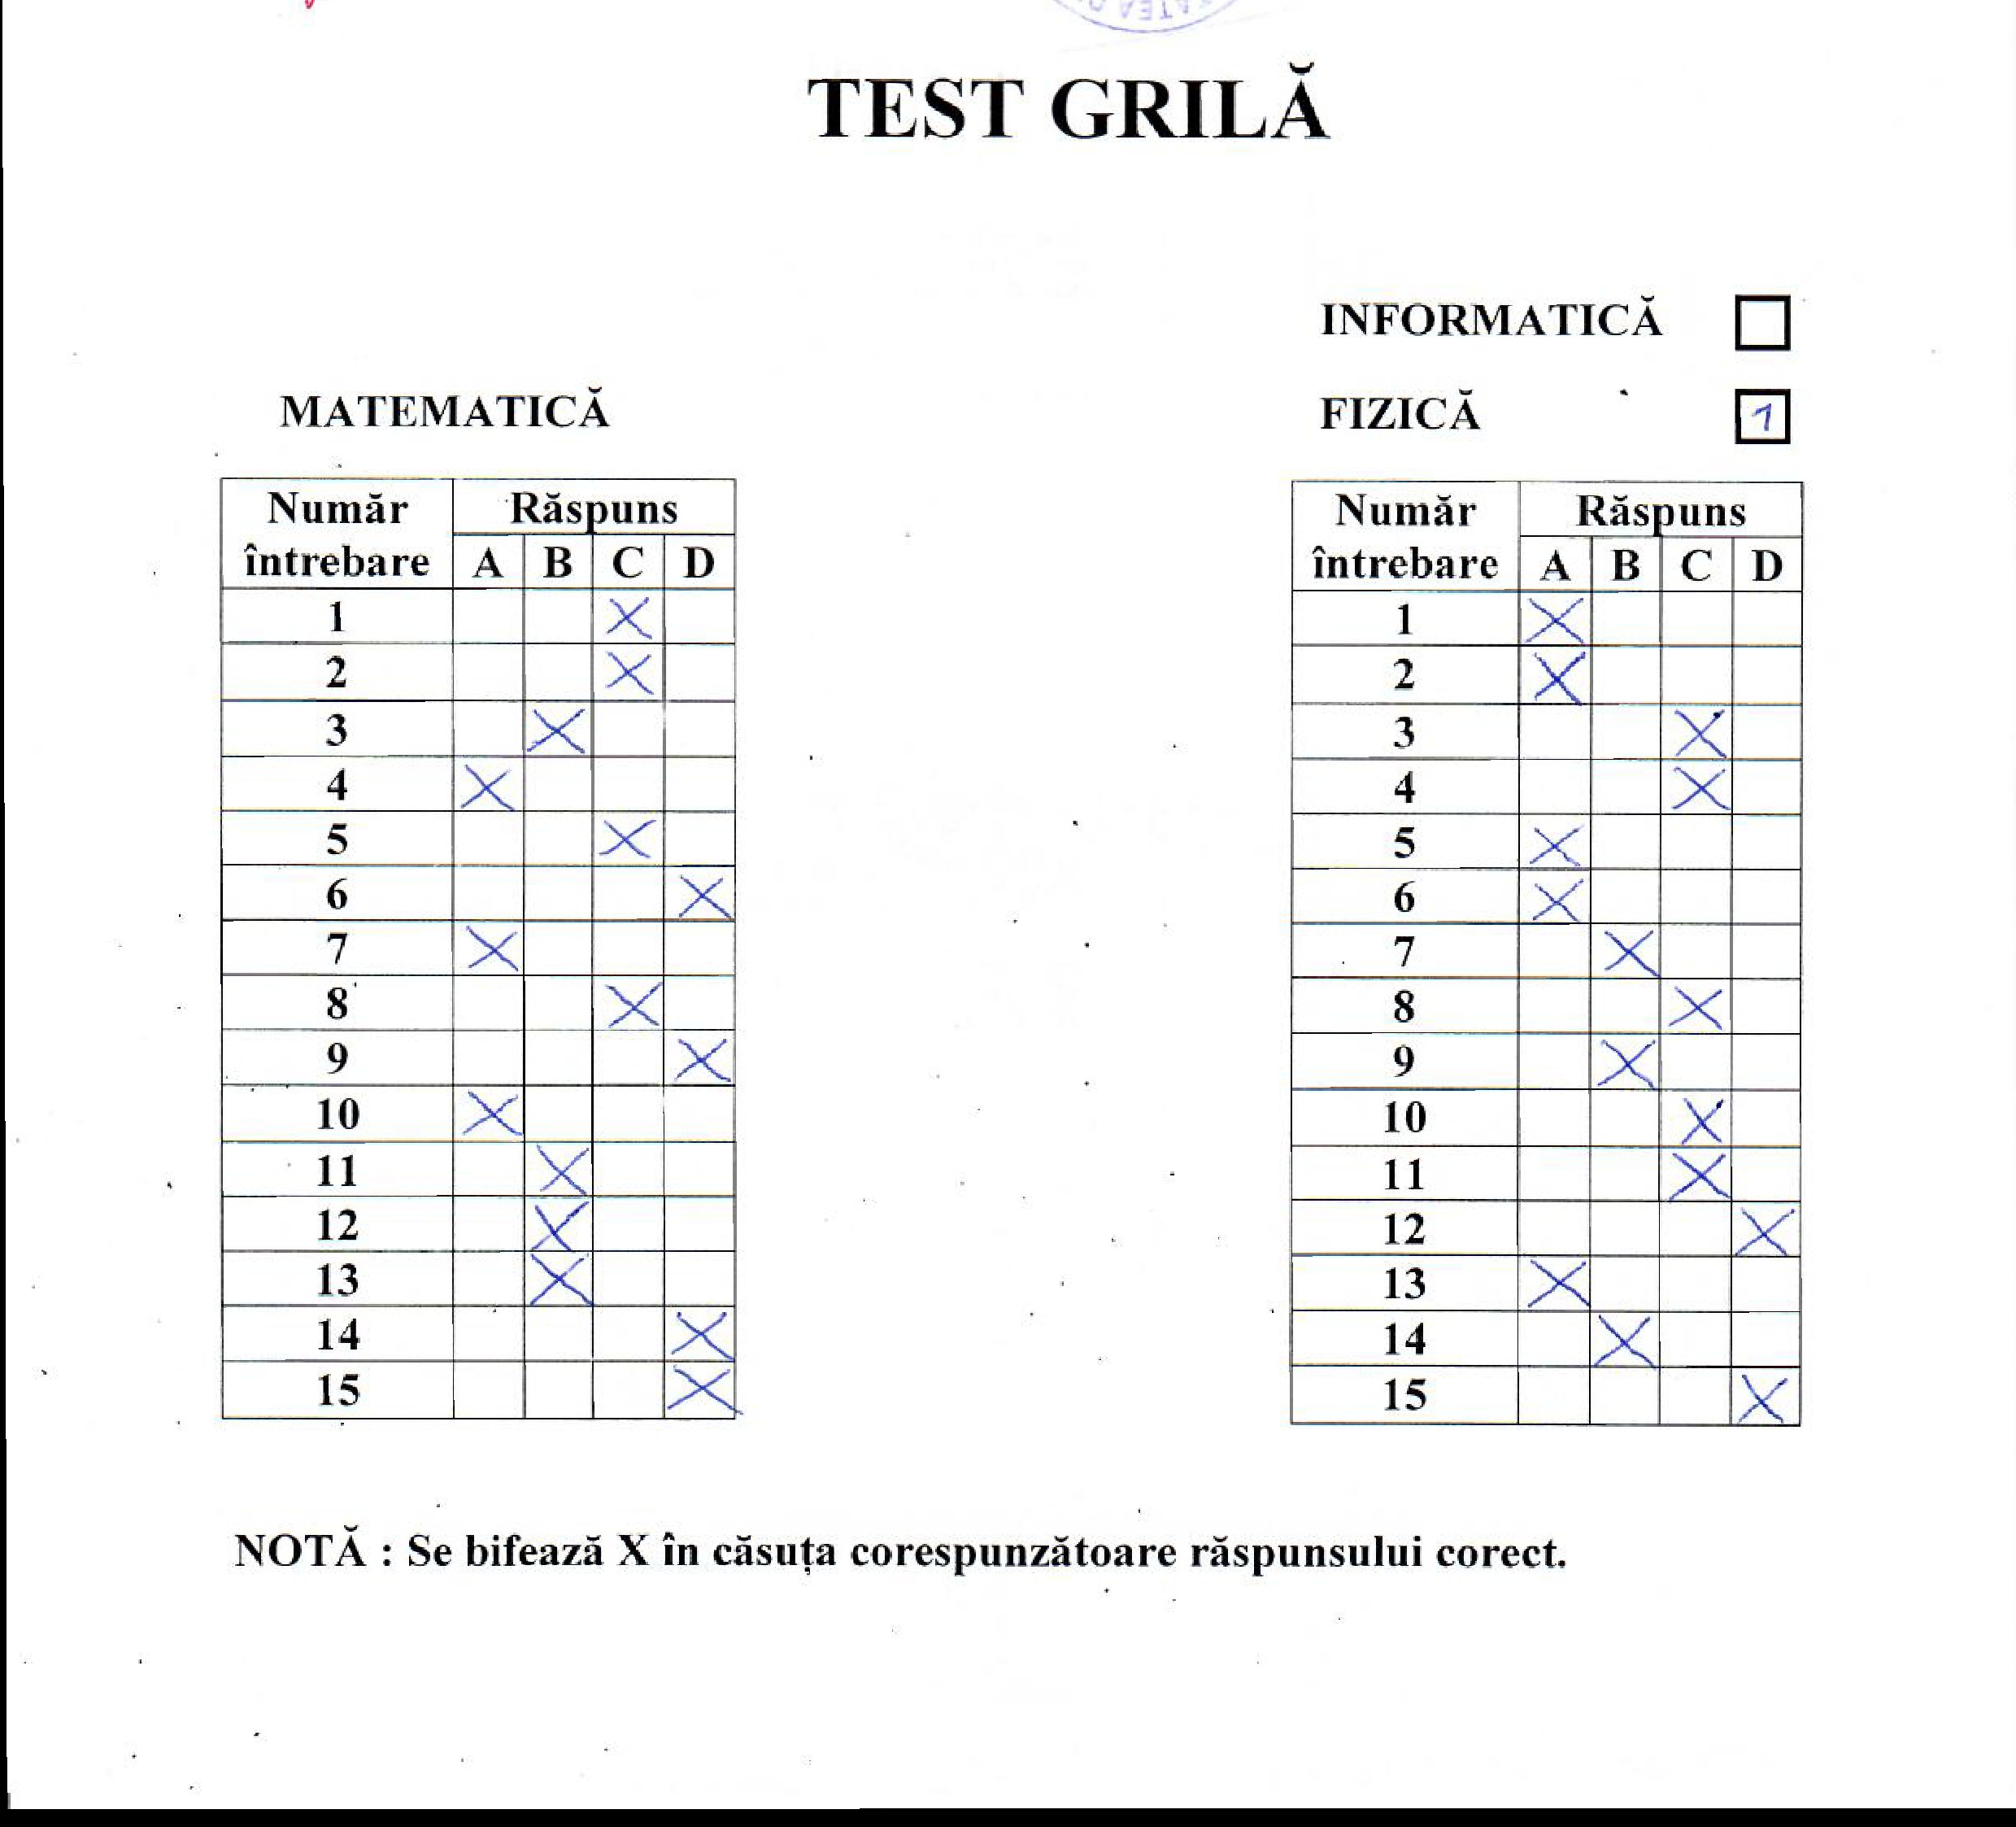 TEST GRILĂ
INFORMATICĂ
MATEMATICĂ
FIZICĂ 1
Număr întrebare Răspuns
A B C D
1 X
2 X
3 X
4 X
5 X
6 X
7 X
8 X
9 X
10 X
11 X
12 X
13 X
14 X
15 X
Număr întrebare Răspuns
A B C D
1 X
2 X
3 X
4 X
5 X
6 X
7 X
8 X
9 X
10 X
11 X
12 X
13 X
14 X
15 X
NOTĂ : Se bifează X în căsuța corespunzătoare răspunsului corect.